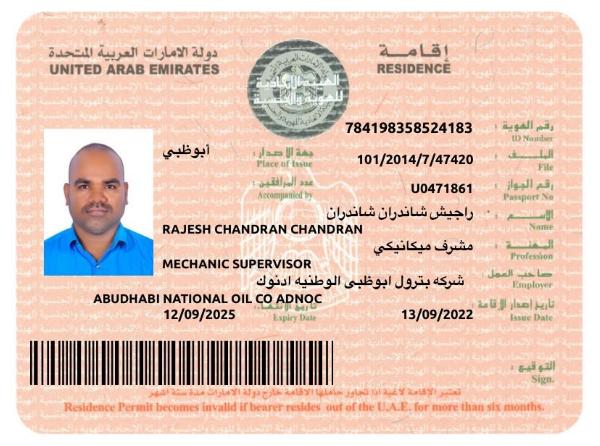 دولة الامارات العربية المتحدة
إقامة
UNITED ARAB EMIRATES
RESIDENCE
الهيئة الاتحادية
للهوية والجنسية
784198358524183
رقم الهوية :
ID Number
أبوظبي
جهة الاصدار :
Place of Issue
101/2014/7/47420
الملف :
File
عدد المرافقين :
Accompanied by
U0471861
رقم الجواز :
Passport No
راجيش شاندران شاندران
الاسم :
RAJESH CHANDRAN CHANDRAN
Name
مشرف ميكانيكي
المهنة :
MECHANIC SUPERVISOR
Profession
شركه بترول ابوظبى الوطنيه ادنوك
صاحب العمل
ABUDHABI NATIONAL OIL CO ADNOC
Employer
12/09/2025
Expiry Date
13/09/2022
تاريخ إصدار الإقامة :
Issue Date
التوقيع :
Sign.
تعتبر الإقامة لاغية اذا تجاوز حاملها الاقامة خارج دولة الامارات مدة ستة اشهر
Residence Permit becomes invalid if bearer resides out of the U.A.E. for more than six months.